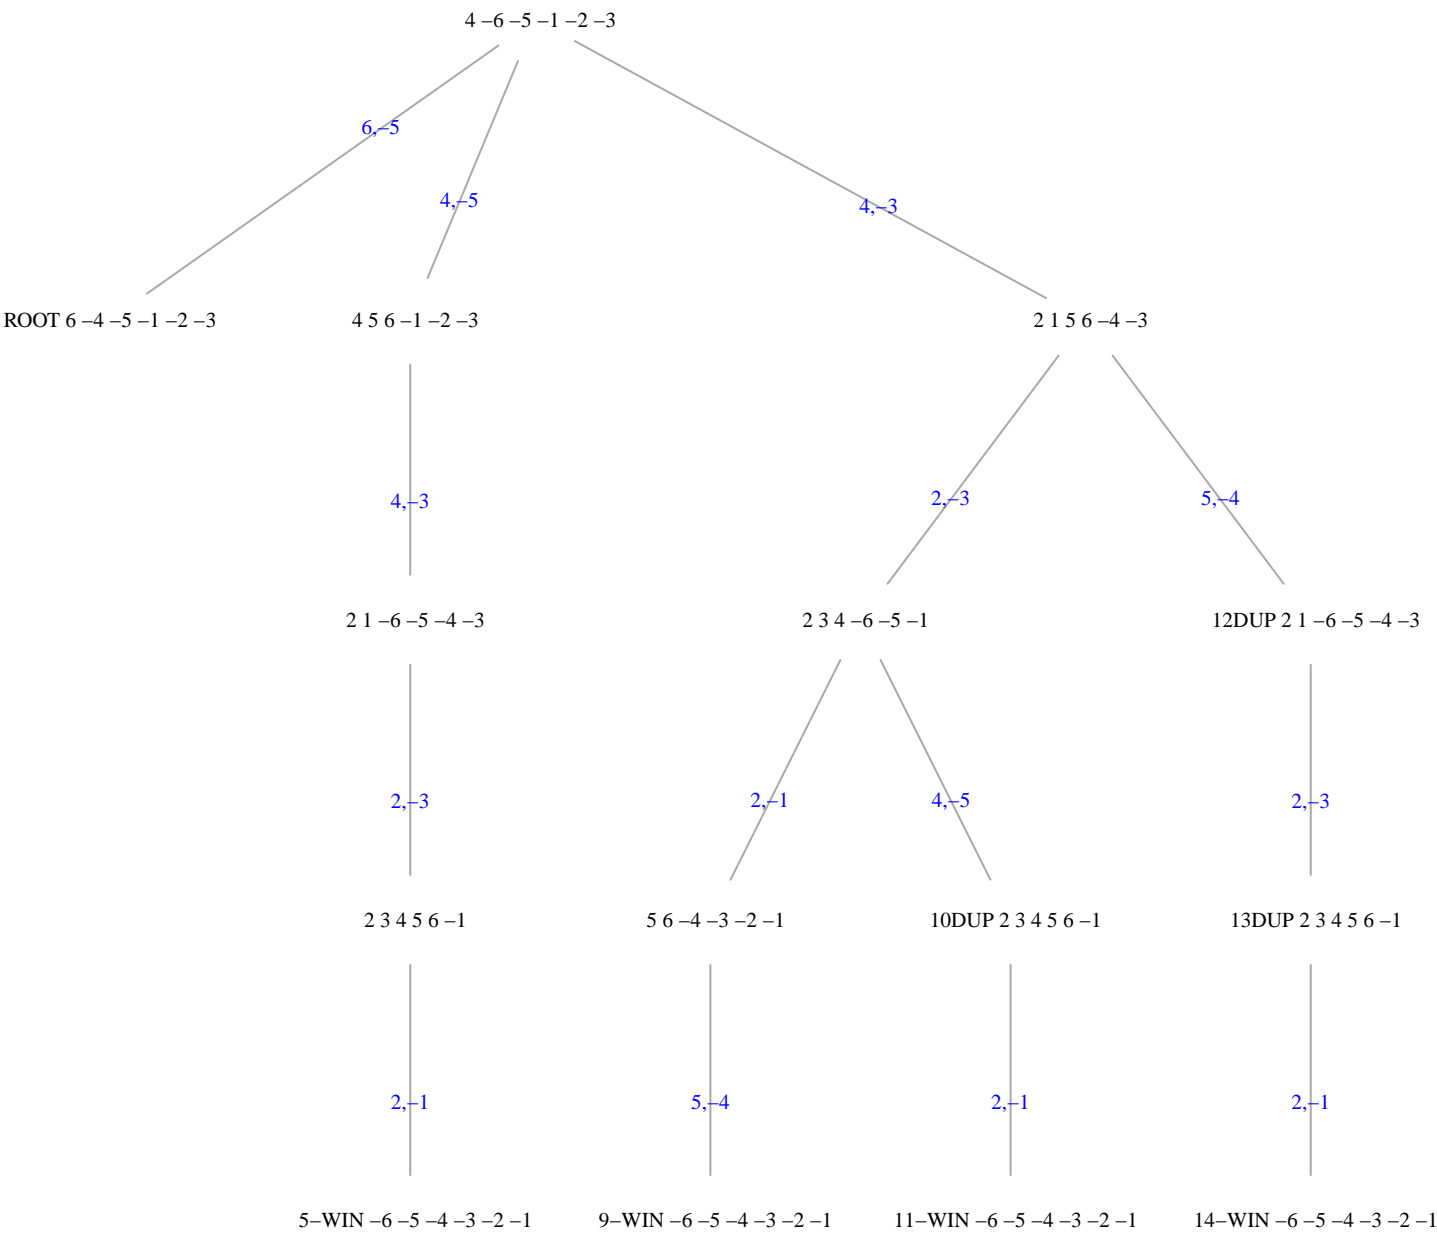 4 –6 –5 –1 –2 –3
6,–5
4,–5
4,–3
ROOT 6 –4 –5 –1 –2 –3
4 5 6 –1 –2 –3
2 1 5 6 –4 –3
4,–3
2,–3
5,–4
2 1 –6 –5 –4 –3
2 3 4 –6 –5 –1
12DUP 2 1 –6 –5 –4 –3
2,–3
2,–1
4,–5
2,–3
2 3 4 5 6 –1
5 6 –4 –3 –2 –1
10DUP 2 3 4 5 6 –1
13DUP 2 3 4 5 6 –1
2,–1
5,–4
2,–1
2,–1
5–WIN –6 –5 –4 –3 –2 –1
9–WIN –6 –5 –4 –3 –2 –1
11–WIN –6 –5 –4 –3 –2 –1
14–WIN –6 –5 –4 –3 –2 –1